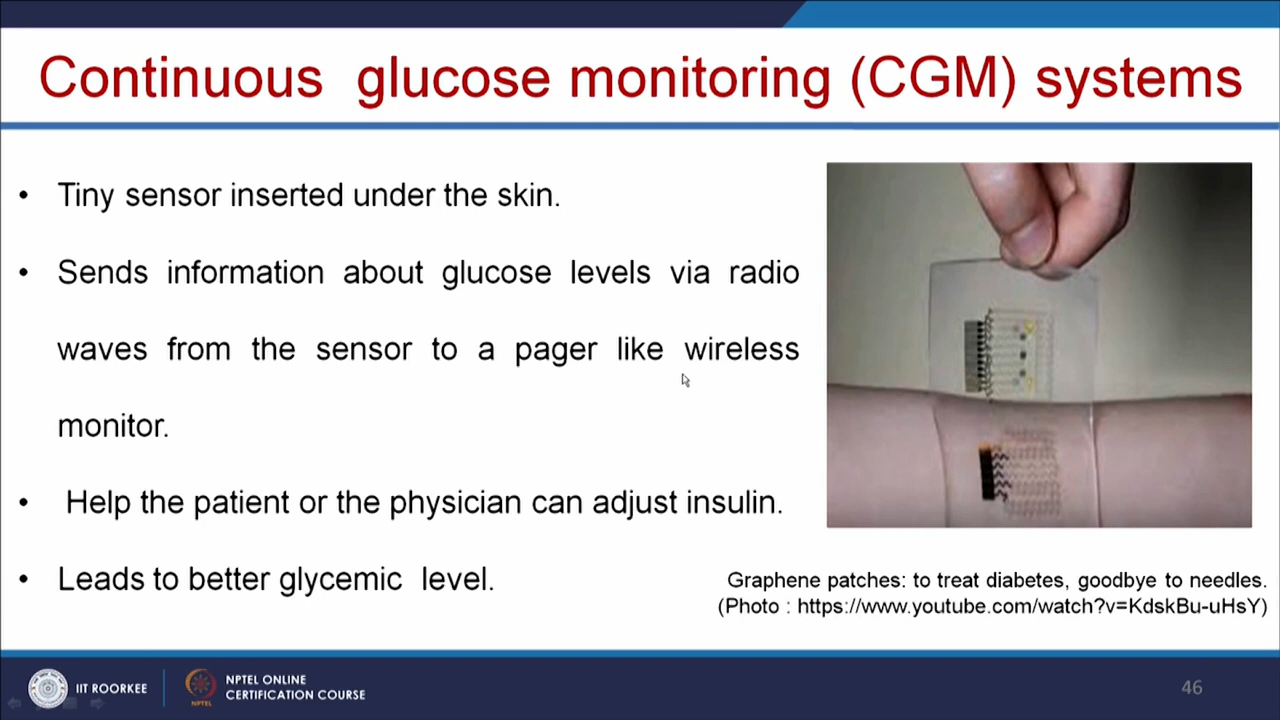 Continuous glucose monitoring (CGM) systems
• Tiny sensor inserted under the skin.
• Sends information about glucose levels via radio
waves from the sensor to a pager like wireless
monitor.
• Help the patient or the physician can adjust insulin.
• Leads to better glycemic level.
Graphene patches: to treat diabetes, goodbye to needles.
(Photo : https://www.youtube.com/watch?v=KdskBu-uHsY)
IIT ROORKEE
NPTEL
NPTEL ONLINE
CERTIFICATION COURSE
46